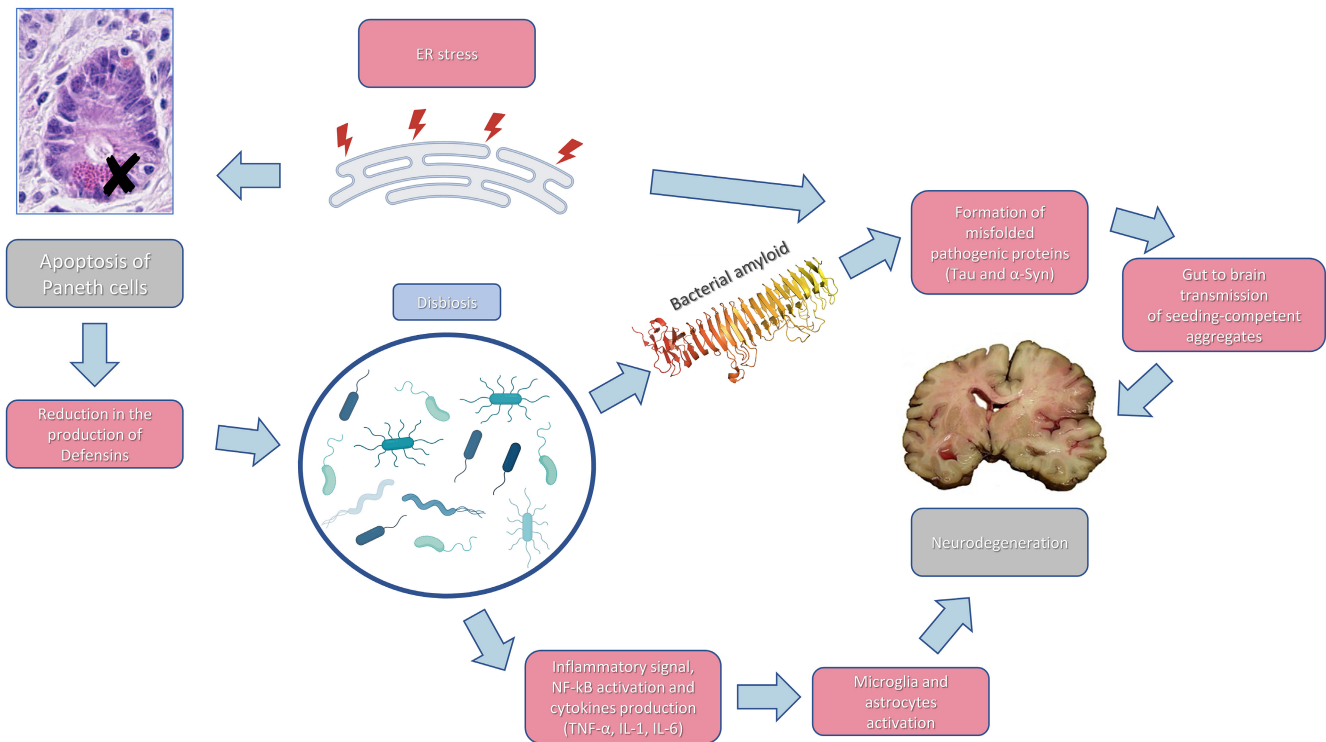 ER stress
Apoptosis of
Paneth cells
Reduction in the
production of
Defensins
Disbiosis
Bacterial amyloid
Formation of
misfolded
pathogenic proteins
(Tau and α-Syn)
Gut to brain
transmission
of seeding-competent
aggregates
Neurodegeneration
Inflammatory signal,
NF-kB activation and
cytokines production
(TNF-α, IL-1, IL-6)
Microglia and
astrocytes
activation